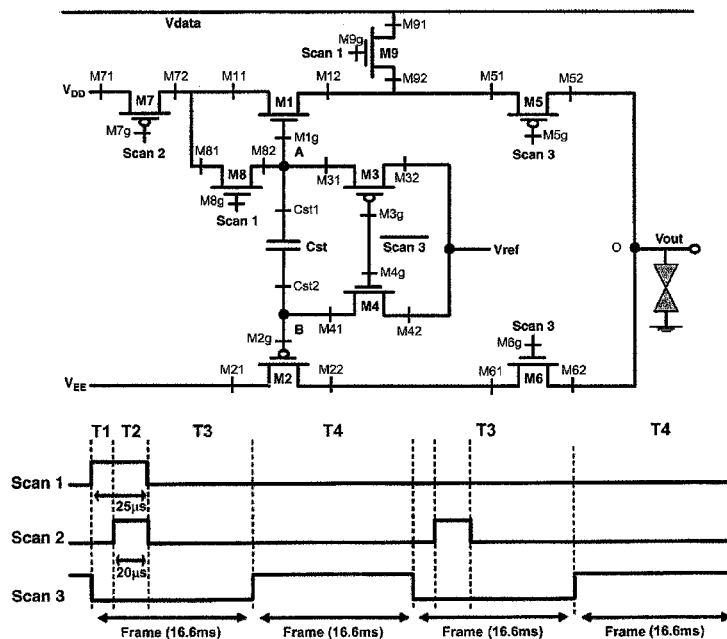 Vdata
M91
M9g
Scan 1
M9
M92
M71
M72
M11
M12
M51
M52
V_DD
M7
M1
M5
M7g
M1g
M5g
Scan 2
A
Scan 3
M81
M82
M31
M3
M32
M8
M8g
Scan 1
Cst1
M3g
Cst
Scan 3
Vref
O
Vout
M4g
Cst2
M4
B
M41
M42
Scan 3
M2g
M6g
V_EE
M21
M2
M22
M61
M6
M62
T1 T2 T3 T4 T3 T4
Scan 1
25μs
Scan 2
20μs
Scan 3
Frame (16.6ms) Frame (16.6ms) Frame (16.6ms) Frame (16.6ms)